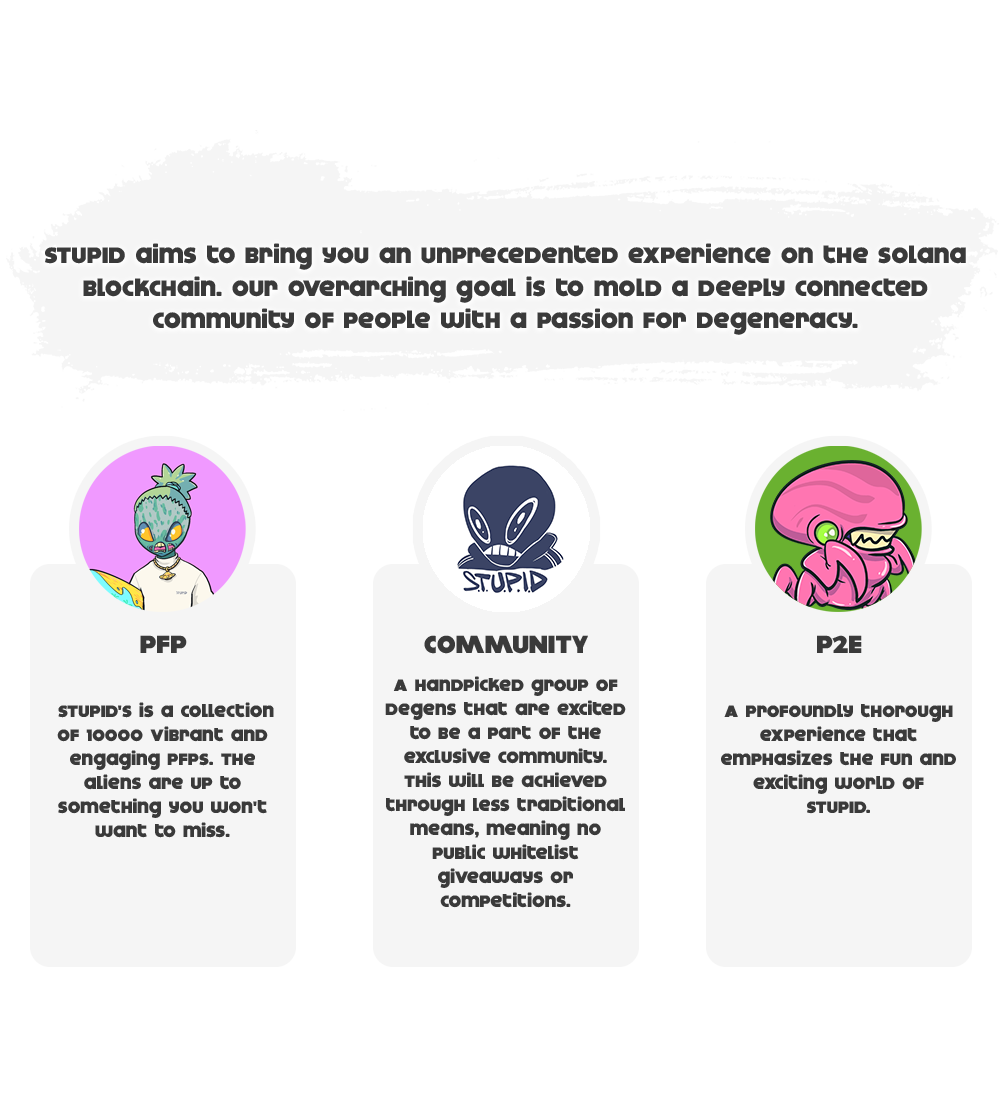 STUPID aims to bring you an unprecedented experience on the Solana
Blockchain. Our overarching goal is to mold a deeply connected
community of people with a passion for degeneracy.
S.T.U.P.I.D
PFP
STUPID's is a collection
of 10000 vibrant and
engaging PFPs. The
aliens are up to
something you won't
want to miss.
COMMUNITY
A handpicked group of
degens that are excited
to be a part of the
exclusive community.
This will be achieved
through less traditional
means, meaning no
public whitelist
giveaways or
competitions.
P2E
A profoundly thorough
experience that
emphasizes the fun and
exciting world of
STUPID.